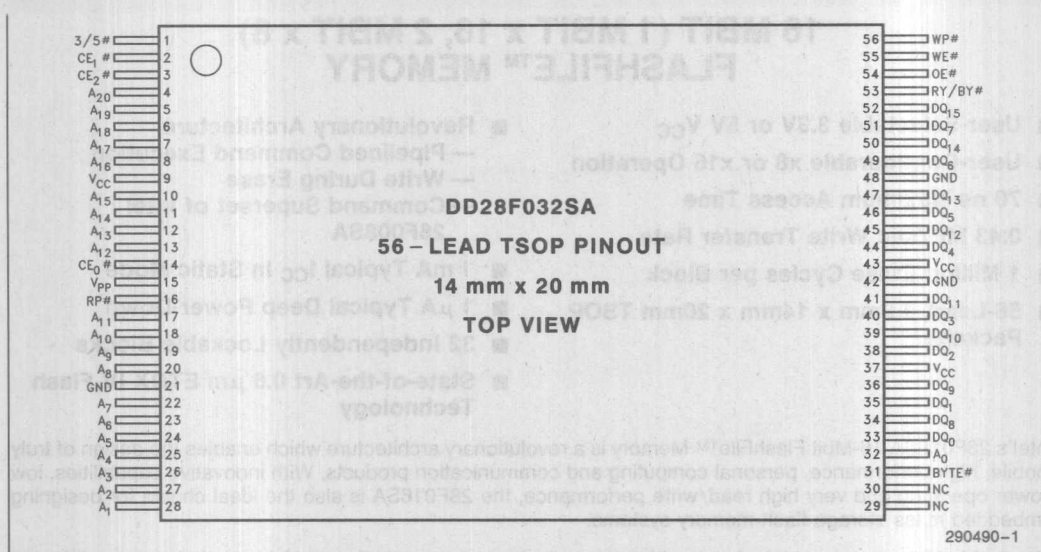 3/5# 1
CE1# 2
CE2# 3
A20 4
A19 5
A18 6
A17 7
A16 8
VCC 9
A15 10
A14 11
A13 12
A12 13
CE0# 14
VPP 15
RP# 16
A11 17
A10 18
A9 19
A8 20
GND 21
A7 22
A6 23
A5 24
A4 25
A3 26
A2 27
A1 28
DD28F032SA
56-LEAD TSOP PINOUT
14 mm x 20 mm
TOP VIEW
56 WP#
55 WE#
54 OE#
53 RY/BY#
52 DQ15
51 DQ7
50 DQ14
49 DQ6
48 GND
47 DQ13
46 DQ5
45 DQ12
44 DQ4
43 VCC
42 GND
41 DQ11
40 DQ3
39 DQ10
38 DQ2
37 VCC
36 DQ9
35 DQ1
34 DQ8
33 DQ0
32 A0
31 BYTE#
30 NC
29 NC
290490-1